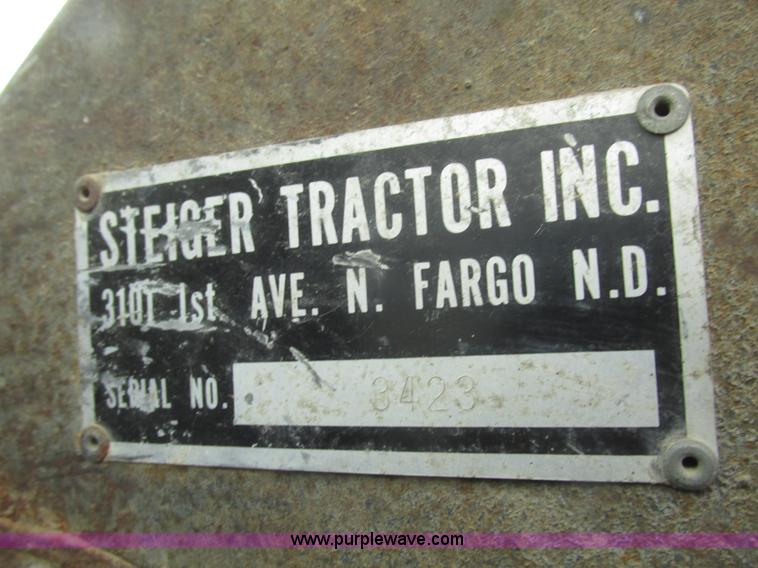 STEIGER TRACTOR INC.
3101 1st. AVE. N. FARGO N.D.
SERIAL NO. 3423
www.purplewave.com